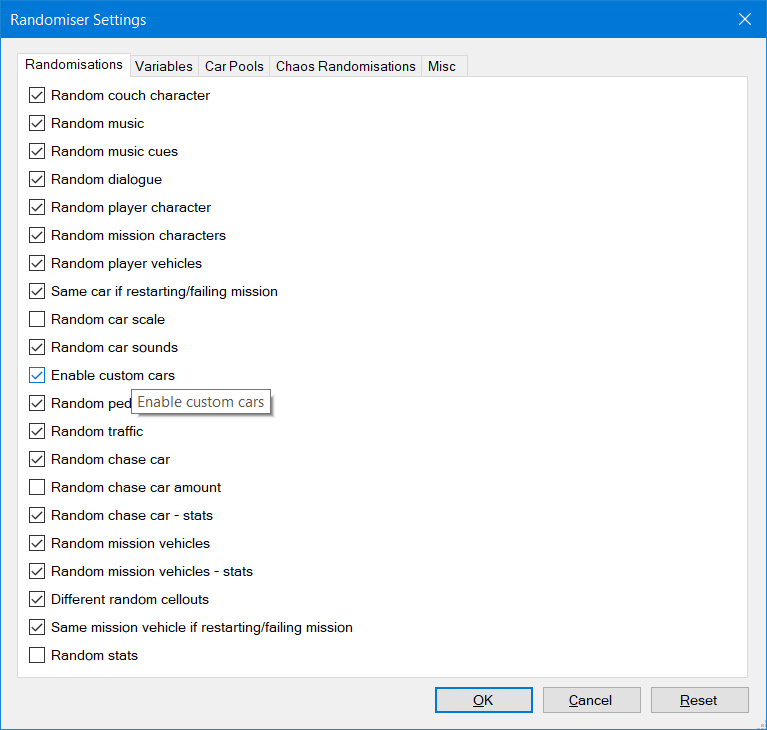 Randomiser Settings
Randomisations Variables Car Pools Chaos Randomisations Misc
Random couch character
Random music
Random music cues
Random dialogue
Random player character
Random mission characters
Random player vehicles
Same car if restarting/failing mission
Random car scale
Random car sounds
Enable custom cars
Random ped
Enable custom cars
Random traffic
Random chase car
Random chase car amount
Random chase car - stats
Random mission vehicles
Random mission vehicles - stats
Different random cellouts
Same mission vehicle if restarting/failing mission
Random stats
OK Cancel Reset